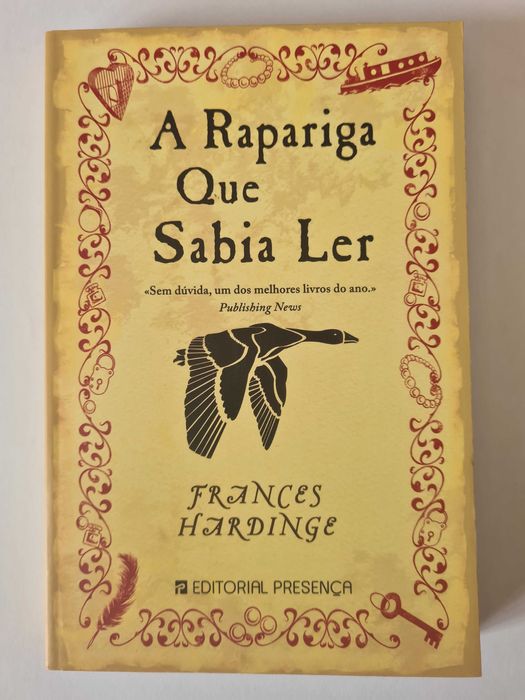 A Rapariga
Que
Sabia Ler
«Sem dúvida, um dos melhores livros do ano.»
Publishing News
FRANCES
HARDINGE
EDITORIAL PRESENÇA